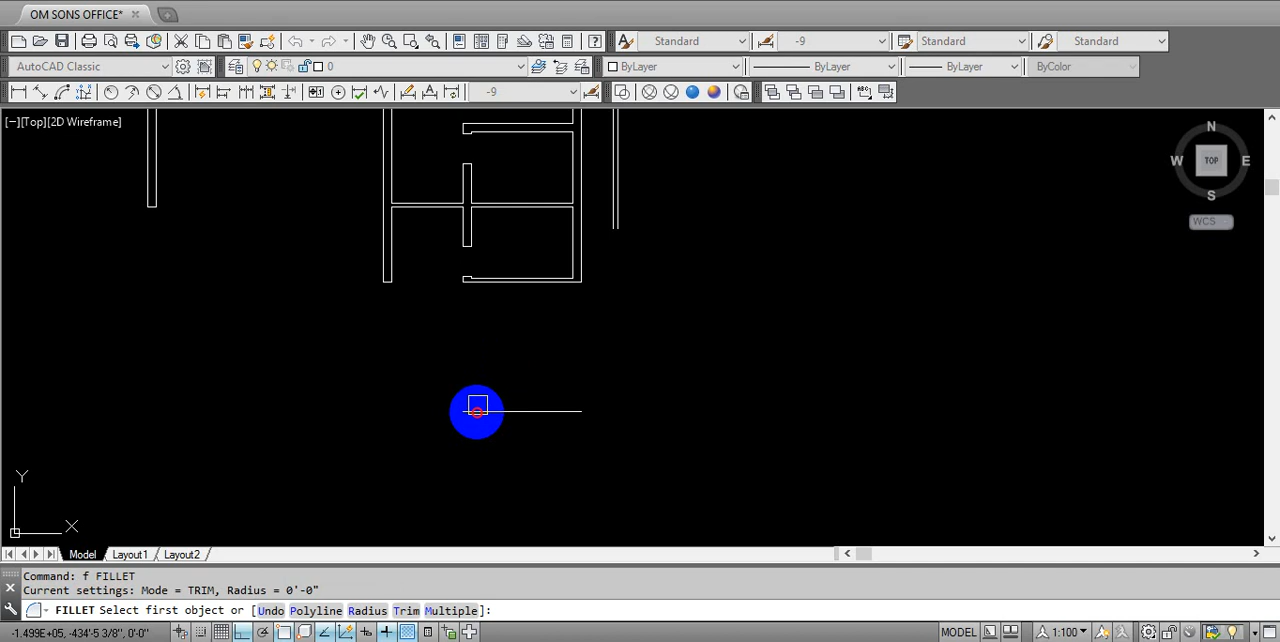 OM SONS OFFICE*
Standard -9 Standard Standard
AutoCAD Classic 0 ByLayer ByLayer ByLayer ByColor
-9
[−][Top][2D Wireframe]
N
W TOP E
S
WCS
Y
X
Model Layout1 Layout2
Command: f FILLET
Current settings: Mode = TRIM, Radius = 0'-0"
FILLET Select first object or [Undo Polyline Radius Trim Multiple]:
-1.499E+05, -434'-5 3/8", 0'-0" MODEL 1:100